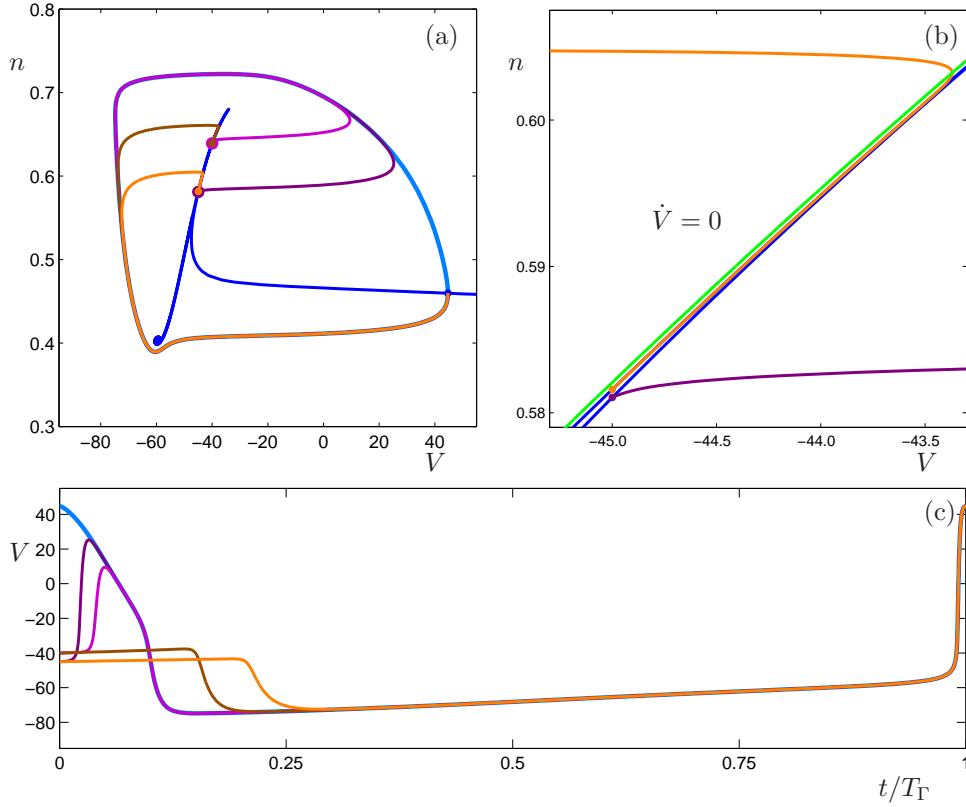 0.8 (a)
n
0.7
0.6
0.5
0.4
0.3
−80 −60 −40 −20 0 20 40
V
(b)
n
0.60
0.59
0.58
V̇ = 0
−45.0 −44.5 −44.0 −43.5
V
(c)
V
40
20
0
−20
−40
−60
−80
0 0.25 0.5 0.75 1
t/T_Γ